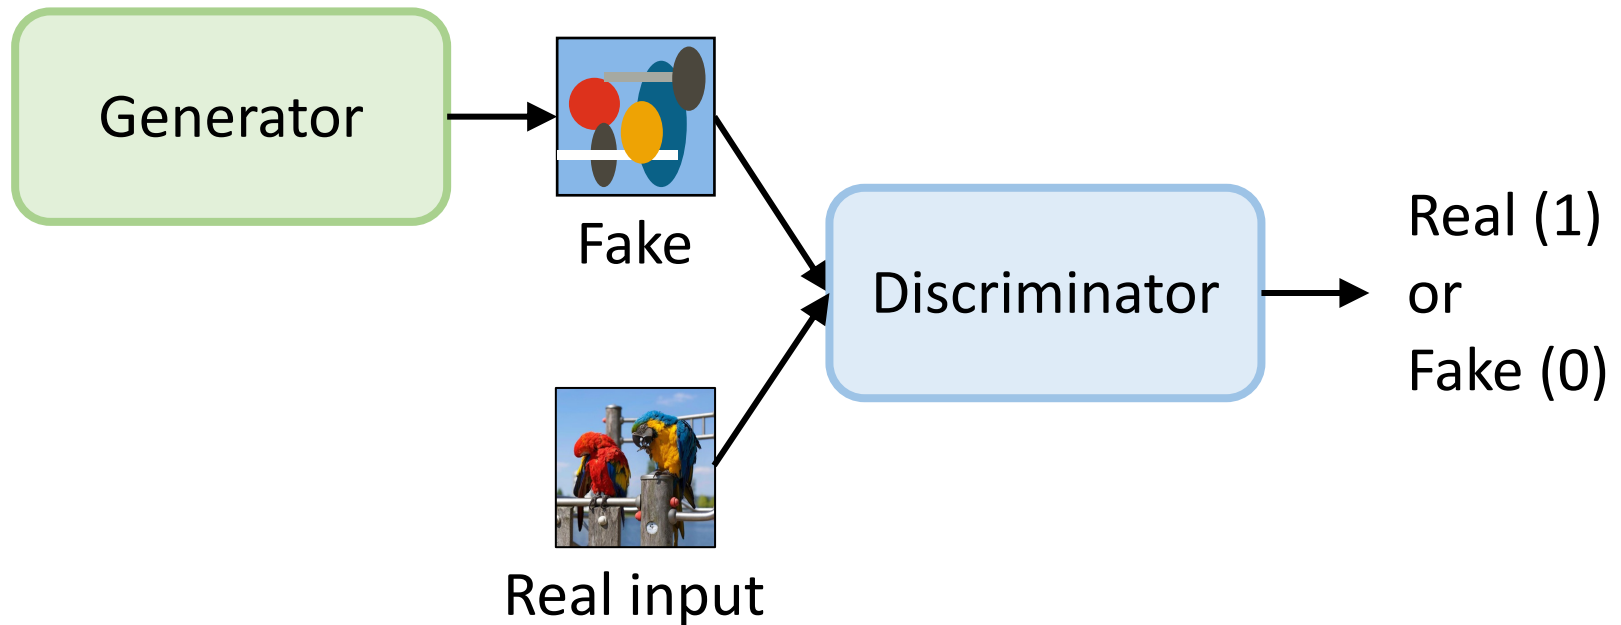 Generator
Fake
Discriminator
Real (1)
or
Fake (0)
Real input